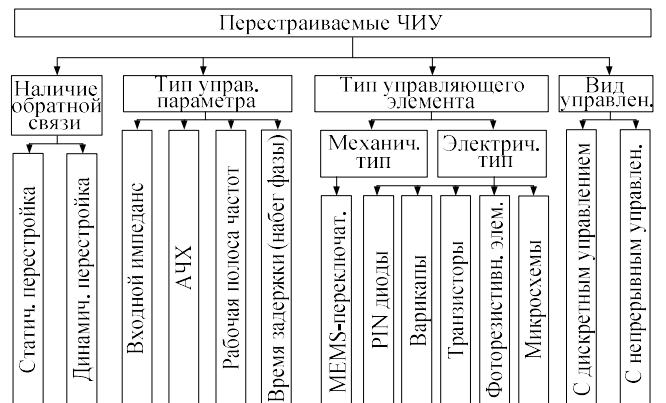 Перестраиваемые ЧИУ
Наличие
обратной
связи
Тип управ.
параметра
Тип управляющего
элемента
Вид
управлен.
Механич.
тип
Электрич.
тип
Статич. перестройка
Динамич. перестройка
Входной импеданс
АЧХ
Рабочая полоса частот
Время задержки (набег фазы)
MEMS-переключат.
PIN диоды
Варикапы
Транзисторы
Фоторезистивн. элем.
Микросхемы
С дискретным управлением
С непрерывным управлен.